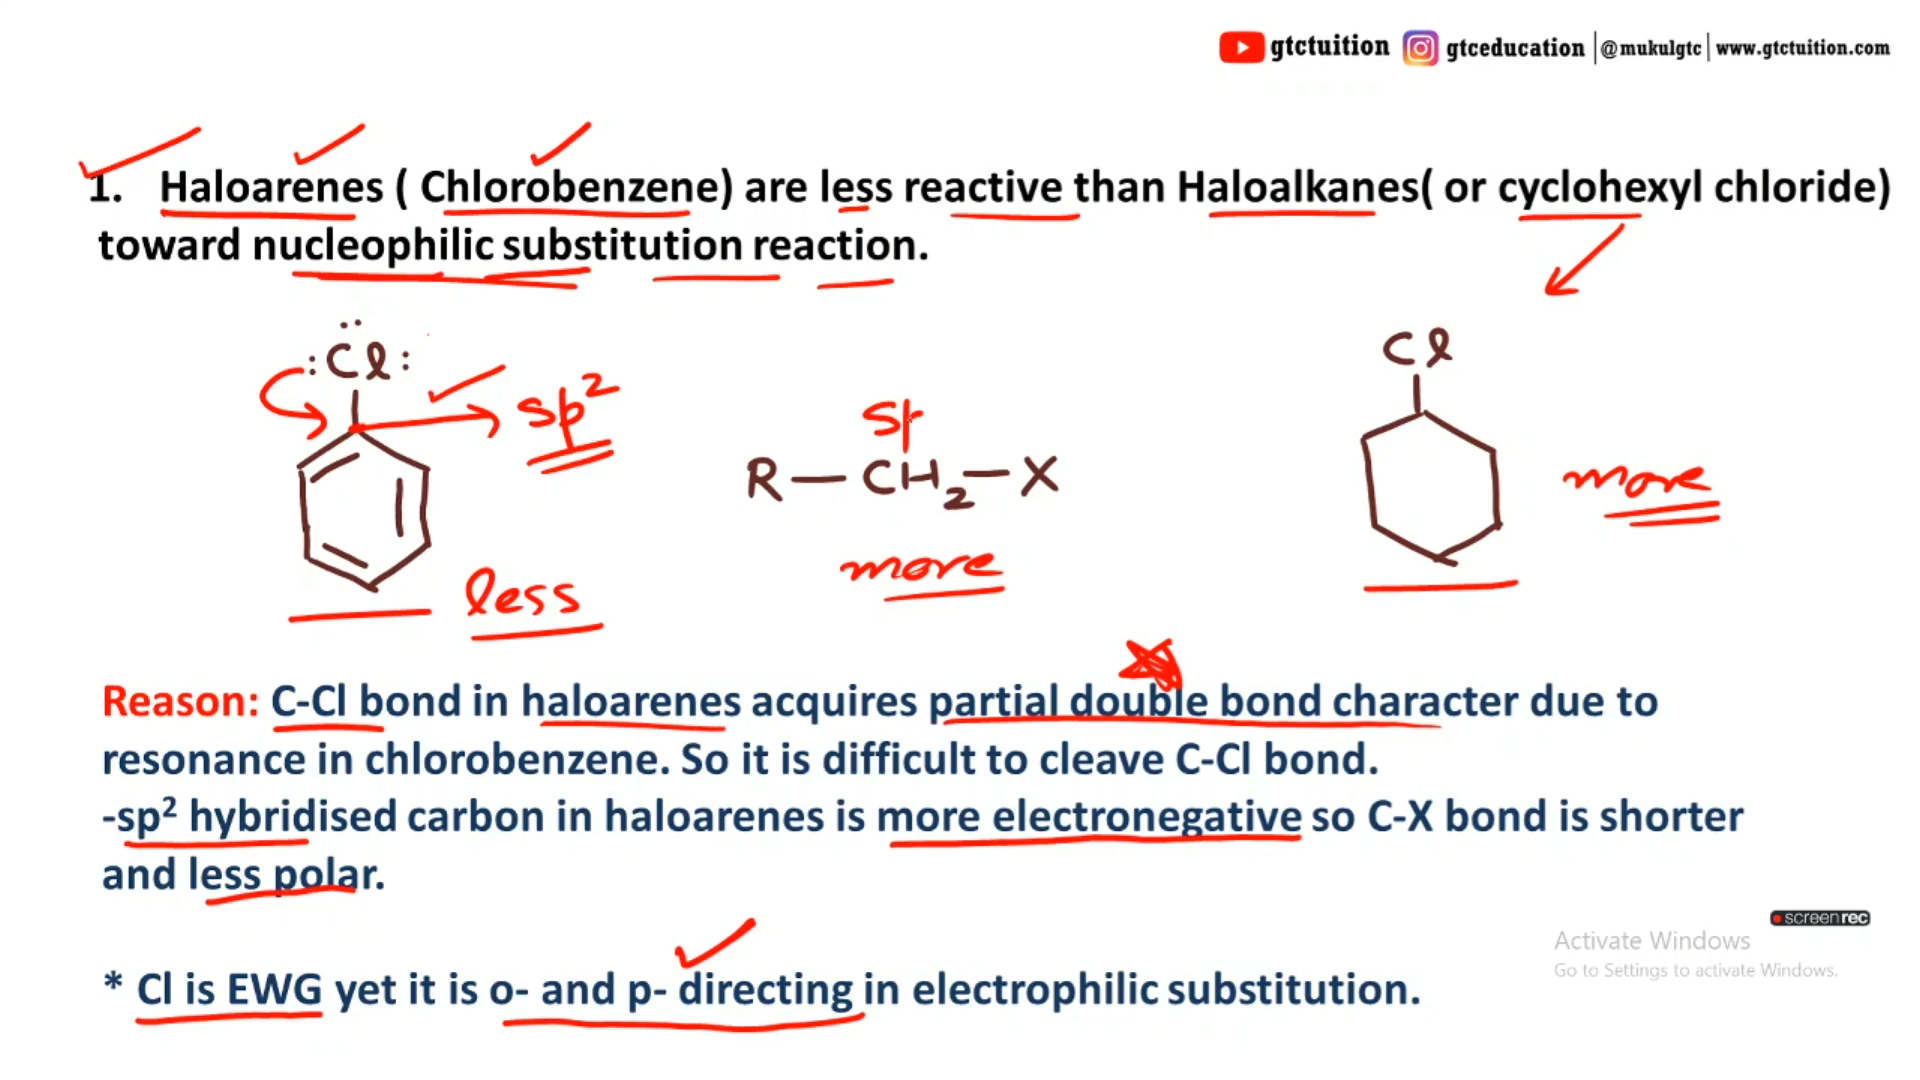 gtctuition gtceducation |@mukulgtc| www.gtctuition.com
1. Haloarenes ( Chlorobenzene) are less reactive than Haloalkanes( or cyclohexyl chloride)
toward nucleophilic substitution reaction.
:Cl:
sp²
less
Sp
R—CH₂—X
more
Cl
more
Reason: C-Cl bond in haloarenes acquires partial double bond character due to
resonance in chlorobenzene. So it is difficult to cleave C-Cl bond.
-sp² hybridised carbon in haloarenes is more electronegative so C-X bond is shorter
and less polar.
* Cl is EWG yet it is o- and p- directing in electrophilic substitution.
screenrec
Activate Windows
Go to Settings to activate Windows.